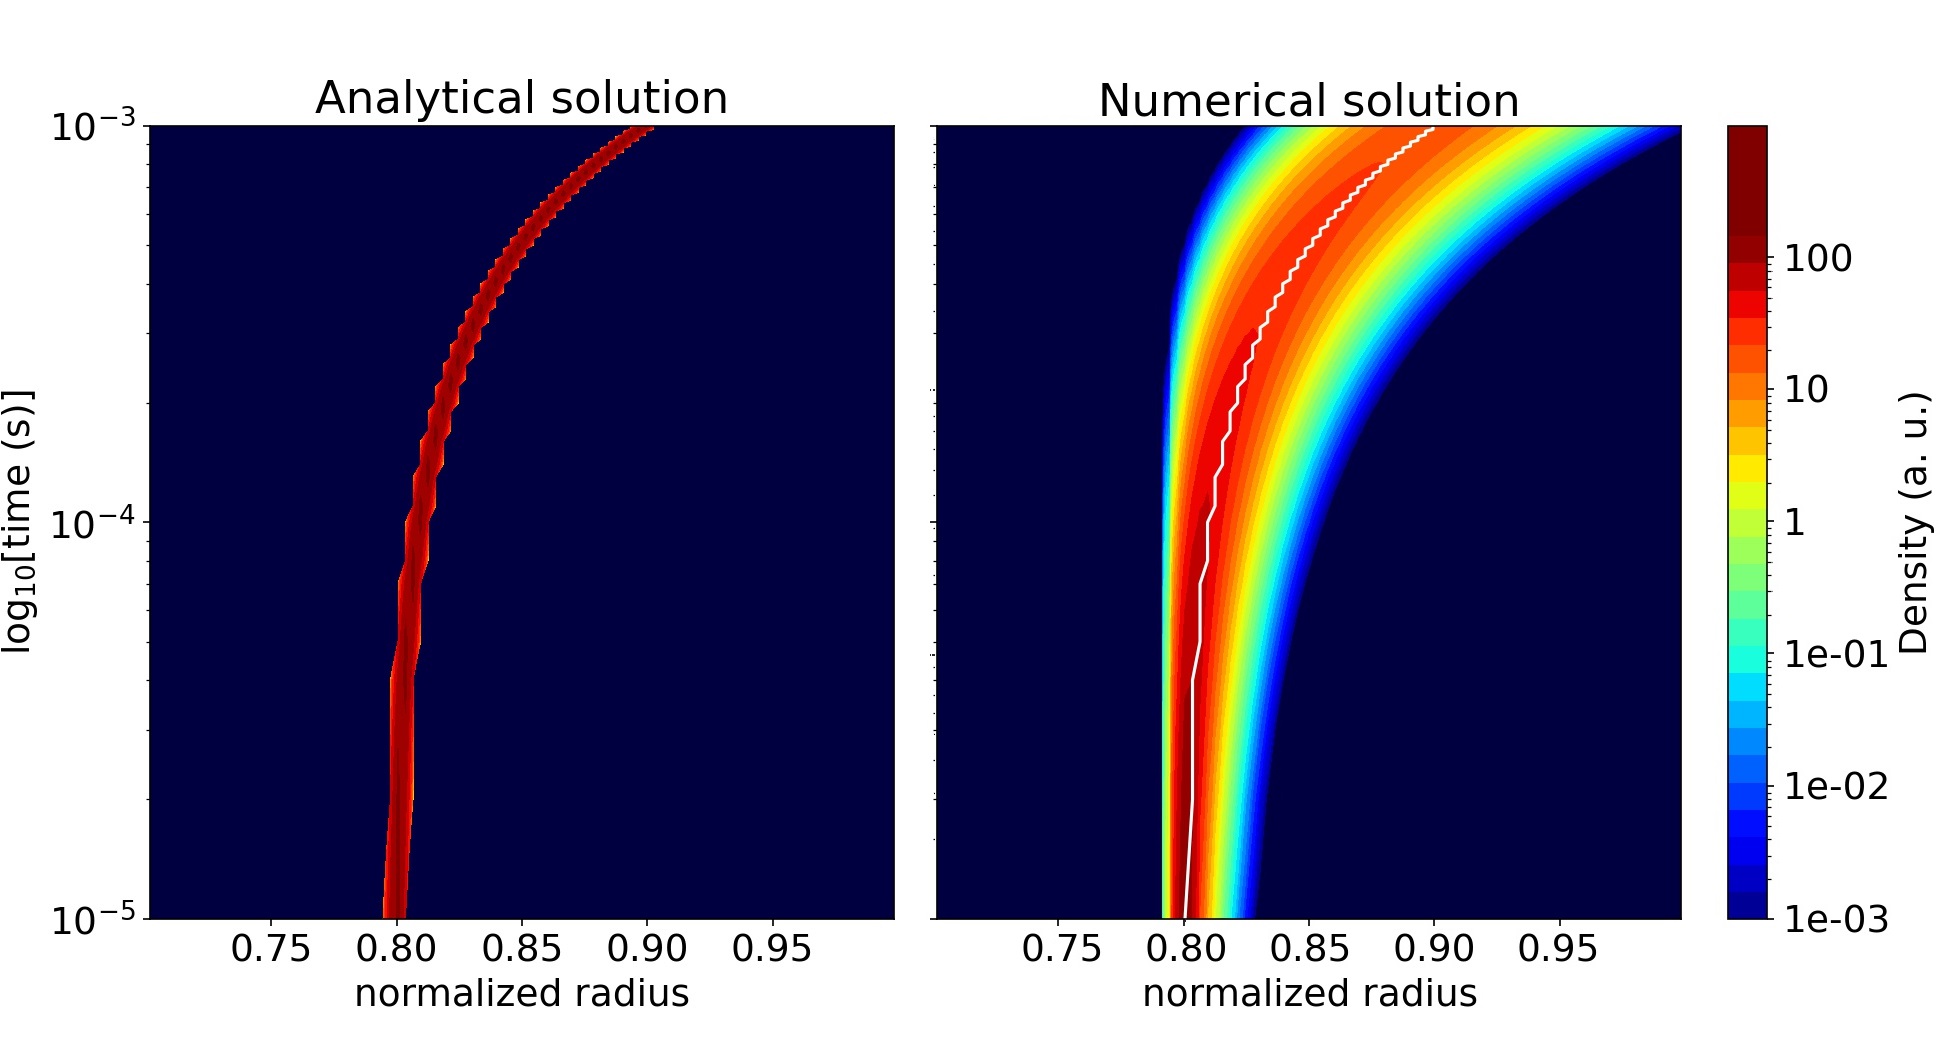 Analytical solution
Numerical solution
10⁻³
10⁻⁴
10⁻⁵
log₁₀[time (s)]
0.75 0.80 0.85 0.90 0.95
normalized radius
0.75 0.80 0.85 0.90 0.95
normalized radius
100
10
1
1e-01
1e-02
1e-03
Density (a. u.)